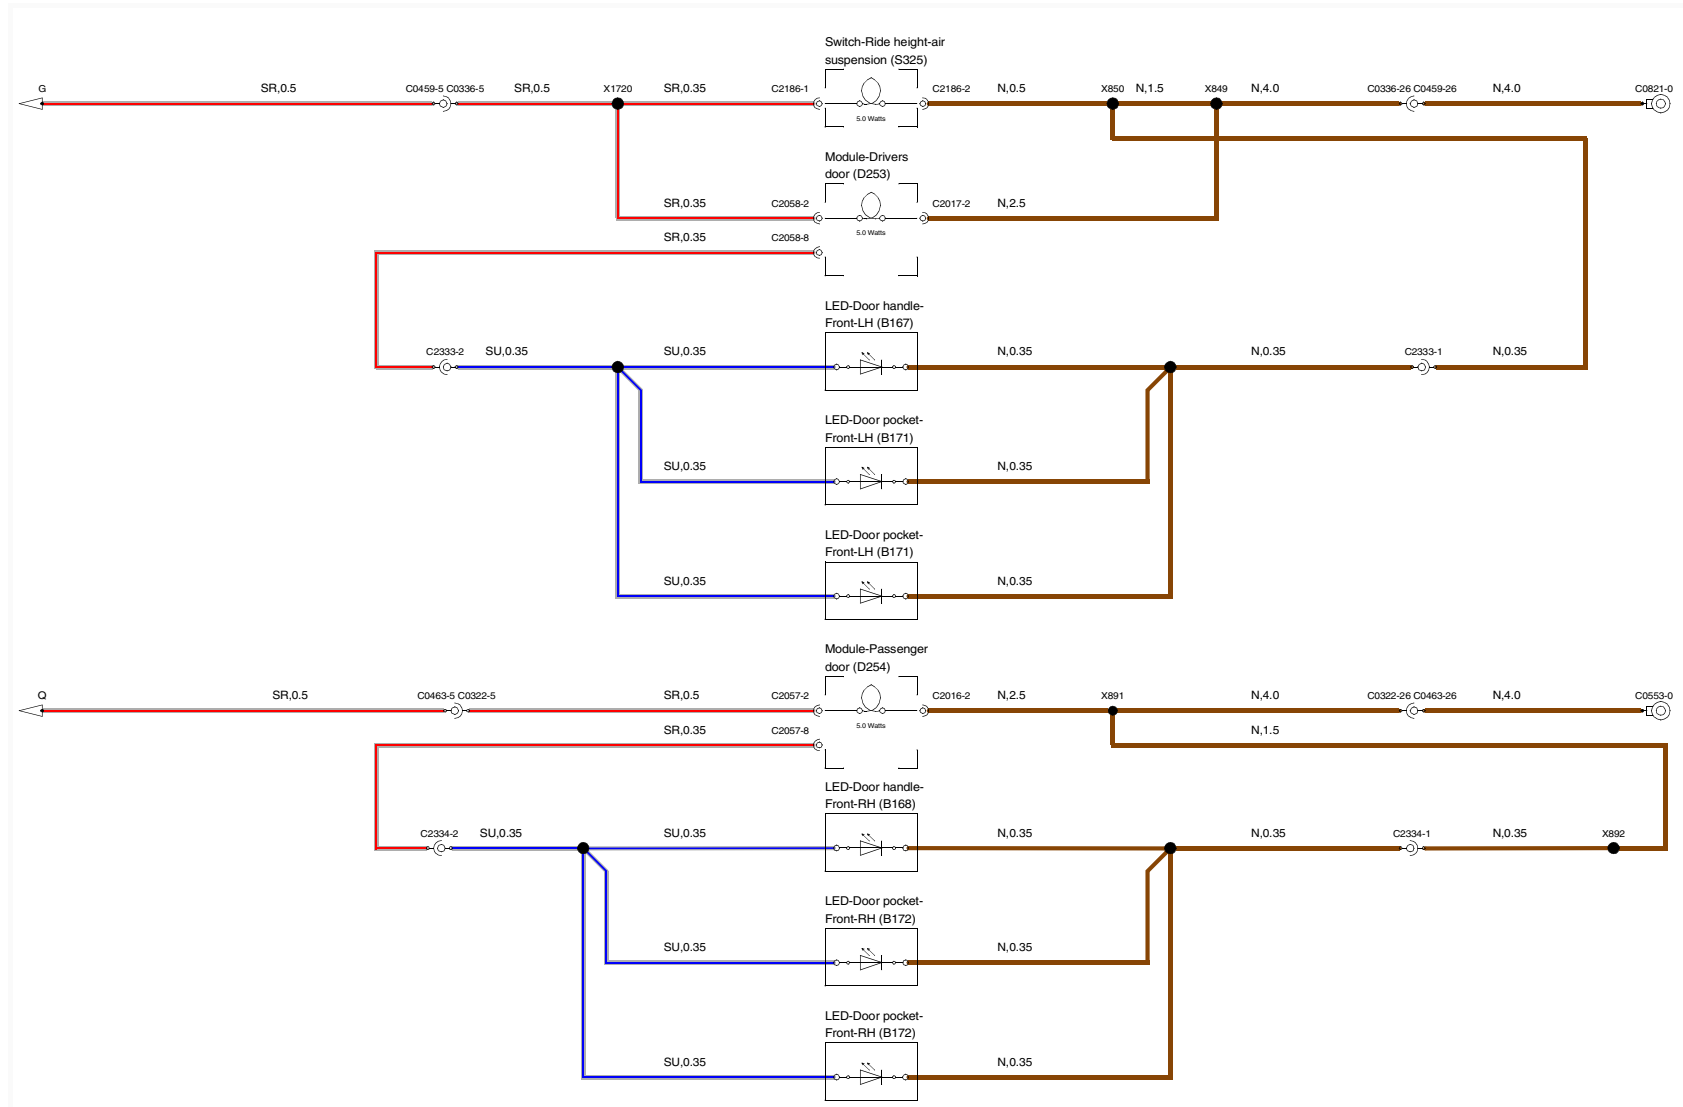 Switch-Ride height-air
suspension (S325)
G
SR,0.5
C0459-5 C0336-5
SR,0.5
X1720
SR,0.35
C2186-1
C2186-2
N,0.5
X850
N,1.5
X849
N,4.0
C0336-26 C0459-26
N,4.0
C0821-0
5.0 Watts
Module-Drivers
door (D253)
SR,0.35
C2058-2
C2017-2
N,2.5
5.0 Watts
SR,0.35
C2058-8
LED-Door handle-
Front-LH (B167)
C2333-2
SU,0.35
SU,0.35
N,0.35
N,0.35
C2333-1
N,0.35
LED-Door pocket-
Front-LH (B171)
SU,0.35
N,0.35
LED-Door pocket-
Front-LH (B171)
SU,0.35
N,0.35
Module-Passenger
door (D254)
Q
SR,0.5
C0463-5 C0322-5
SR,0.5
C2057-2
C2016-2
N,2.5
X891
N,4.0
C0322-26 C0463-26
N,4.0
C0553-0
5.0 Watts
SR,0.35
C2057-8
N,1.5
LED-Door handle-
Front-RH (B168)
C2334-2
SU,0.35
SU,0.35
N,0.35
N,0.35
C2334-1
N,0.35
X892
LED-Door pocket-
Front-RH (B172)
SU,0.35
N,0.35
LED-Door pocket-
Front-RH (B172)
SU,0.35
N,0.35